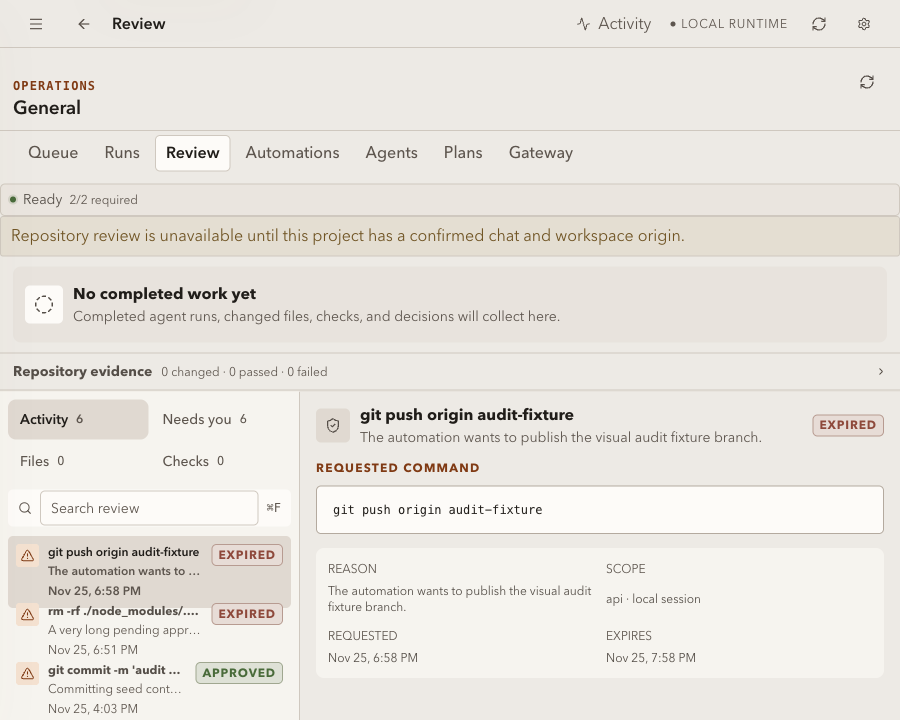 Review
Activity
LOCAL RUNTIME
OPERATIONS
General
Queue Runs Review Automations Agents Plans Gateway
Ready 2/2 required
Repository review is unavailable until this project has a confirmed chat and workspace origin.
No completed work yet
Completed agent runs, changed files, checks, and decisions will collect here.
Repository evidence 0 changed · 0 passed · 0 failed
Activity 6 Needs you 6
Files 0 Checks 0
Search review ⌘F
git push origin audit-fixture EXPIRED
The automation wants to ...
Nov 25, 6:58 PM
rm -rf ./node_modules/.... EXPIRED
A very long pending appr...
Nov 25, 6:51 PM
git commit -m 'audit ... APPROVED
Committing seed cont...
Nov 25, 4:03 PM
git push origin audit-fixture
The automation wants to publish the visual audit fixture branch.
EXPIRED
REQUESTED COMMAND
git push origin audit-fixture
REASON
The automation wants to publish the visual audit
fixture branch.
SCOPE
api · local session
REQUESTED
Nov 25, 6:58 PM
EXPIRES
Nov 25, 7:58 PM